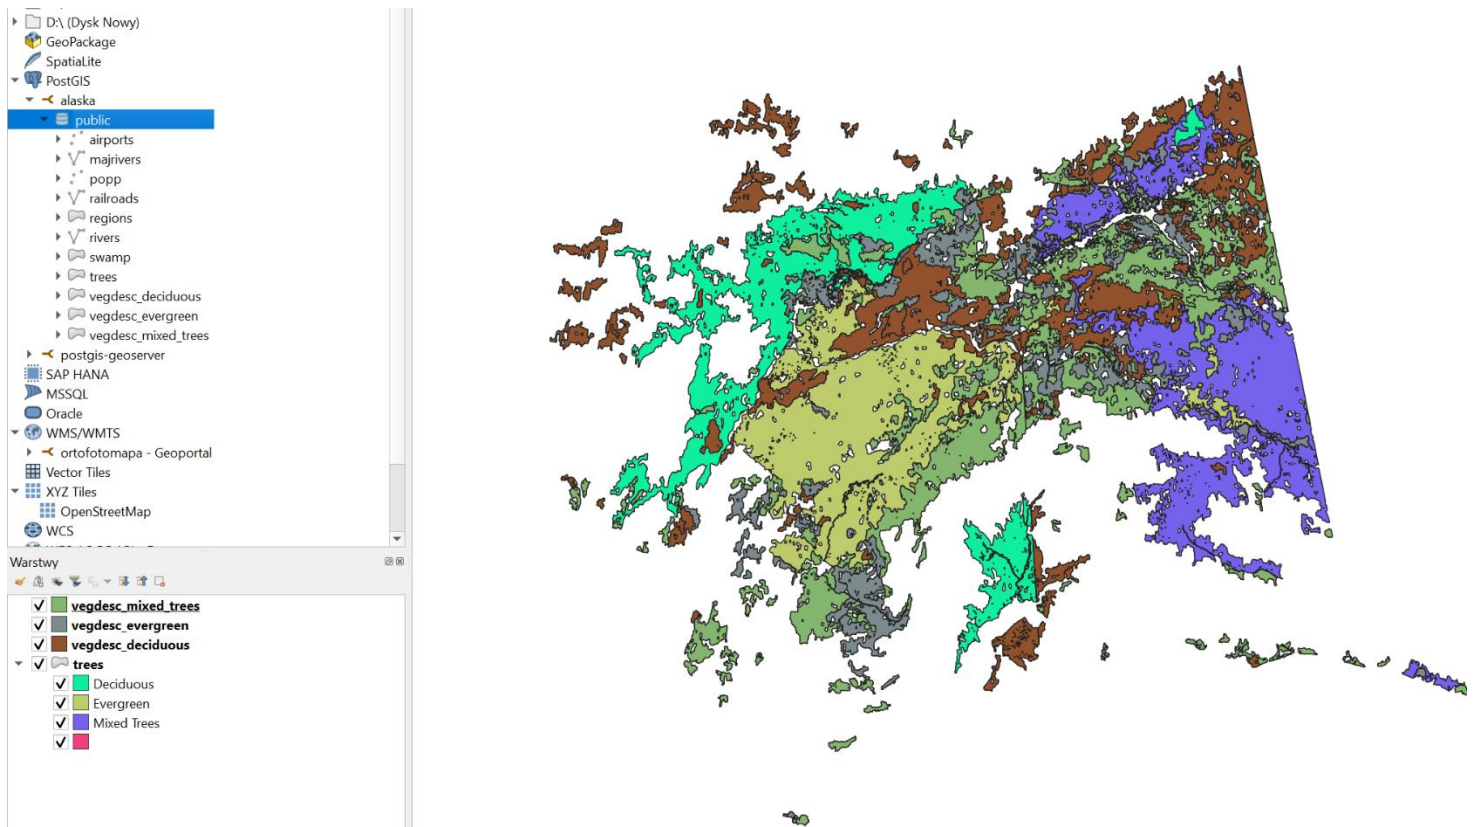 D:\ (Dysk Nowy)
GeoPackage
SpatiaLite
PostGIS
alaska
public
airports
majrivers
popp
railroads
regions
rivers
swamp
trees
vegdesc_deciduous
vegdesc_evergreen
vegdesc_mixed_trees
postgis-geoserver
SAP HANA
MSSQL
Oracle
WMS/WMTS
ortofotomapa - Geoportal
Vector Tiles
XYZ Tiles
OpenStreetMap
WCS
Warstwy
vegdesc_mixed_trees
vegdesc_evergreen
vegdesc_deciduous
trees
Deciduous
Evergreen
Mixed Trees